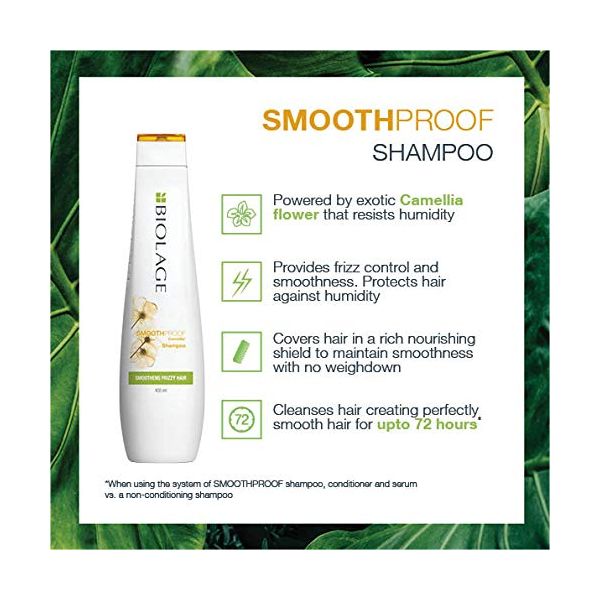 SMOOTHPROOF
SHAMPOO
Powered by exotic Camellia
flower that resists humidity
Provides frizz control and
smoothness. Protects hair
against humidity
Covers hair in a rich nourishing
shield to maintain smoothness
with no weighdown
72
Cleanses hair creating perfectly
smooth hair for upto 72 hours*
BIOLAGE
SMOOTHPROOF
Camellia
Shampoo
SMOOTHENS FRIZZY HAIR
400 ml
*When using the system of SMOOTHPROOF shampoo, conditioner and serum
vs. a non-conditioning shampoo